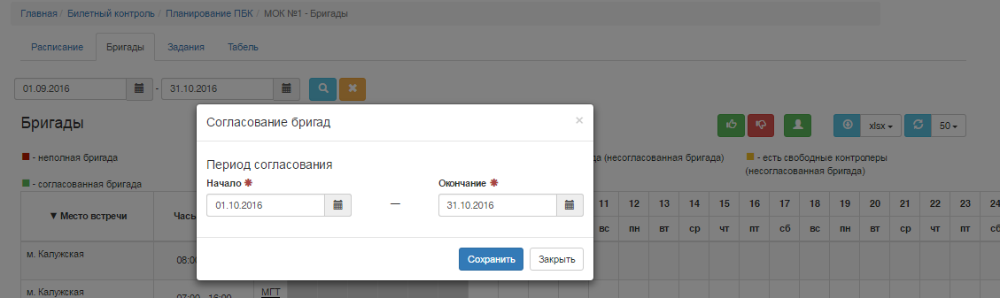 Главная / Билетный контроль / Планирование ПБК / МОК №1 - Бригады
Расписание Бригады Задания Табель
01.09.2016 - 31.10.2016
Бригады
xlsx 50
Согласование бригад ×
- неполная бригада
(несогласованная бригада)
- есть свободные контролеры
(несогласованная бригада)
- согласованная бригада
Период согласования
Начало Окончание
01.10.2016 — 31.10.2016
Сохранить Закрыть
▼ Место встречи
11 12 13 14 15 16 17 18 19 20 21 22 23 24
вс пн вт ср чт пт сб вс пн вт ср чт пт сб
м. Калужская
м. Калужская 07:00 - 16:00 МГТ